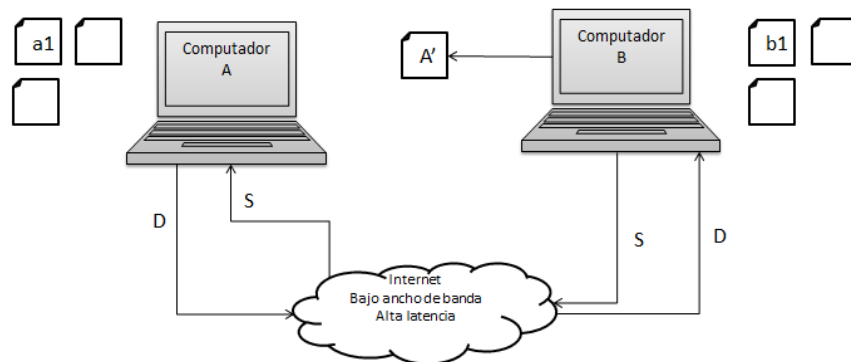 a1
Computador
A
A’
Computador
B
b1
D
S
S
D
Internet
Bajo ancho de banda
Alta latencia